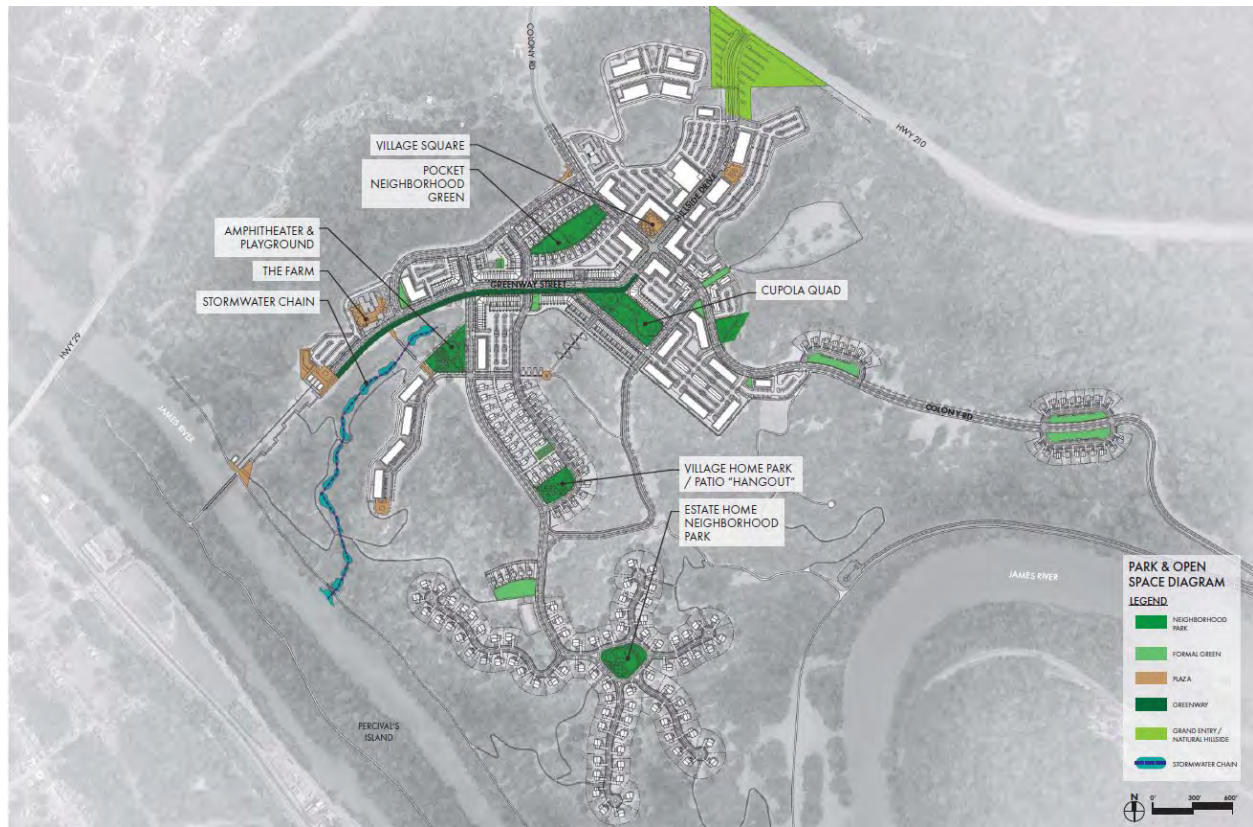 COLONY RD
HWY 210
VILLAGE SQUARE
POCKET
NEIGHBORHOOD
GREEN
HILLSIDE DRIVE
AMPHITHEATER &
PLAYGROUND
THE FARM
STORMWATER CHAIN
GREENWAY STREET
CUPOLA QUAD
HWY 29
JAMES RIVER
COLONY RD
VILLAGE HOME PARK
/ PATIO "HANGOUT"
ESTATE HOME
NEIGHBORHOOD
PARK
JAMES RIVER
PERCIVAL'S
ISLAND
PARK & OPEN
SPACE DIAGRAM
LEGEND
NEIGHBORHOOD
PARK
FORMAL GREEN
PLAZA
GREENWAY
GRAND ENTRY /
NATURAL HILLSIDE
STORMWATER CHAIN
N
0' 300' 600'